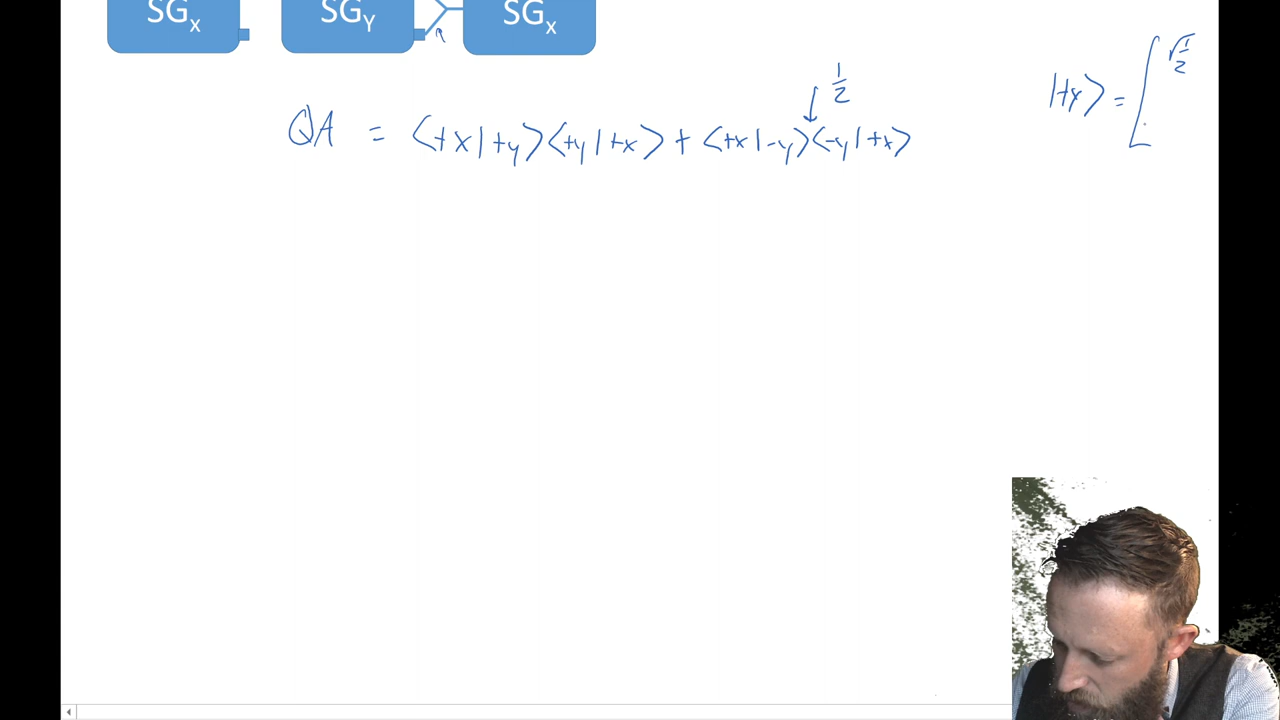 SGx SGY SGx
1/2
QA = ⟨+x|+y⟩⟨+y|+x⟩ + ⟨+x|-y⟩⟨-y|+x⟩
|+x⟩ = [ √1/2